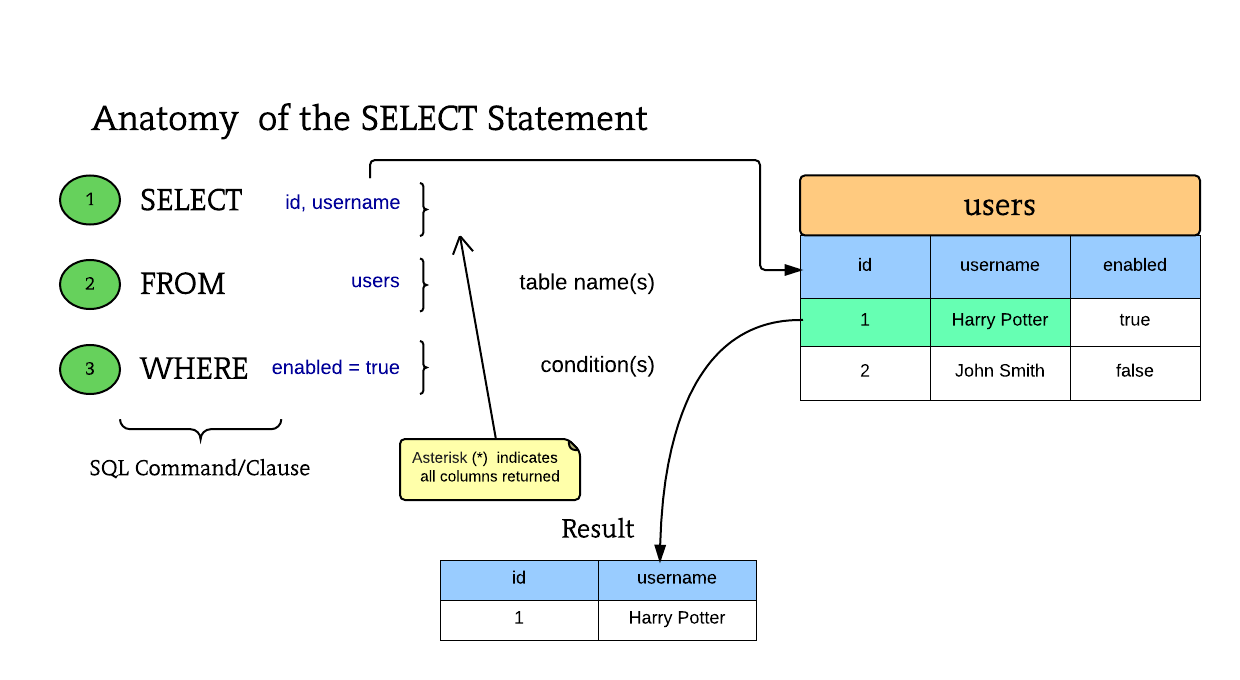 Anatomy of the SELECT Statement
1 SELECT id, username
2 FROM users table name(s)
3 WHERE enabled = true condition(s)
SQL Command/Clause
Asterisk (*) indicates
all columns returned
users
id username enabled
1 Harry Potter true
2 John Smith false
Result
id username
1 Harry Potter